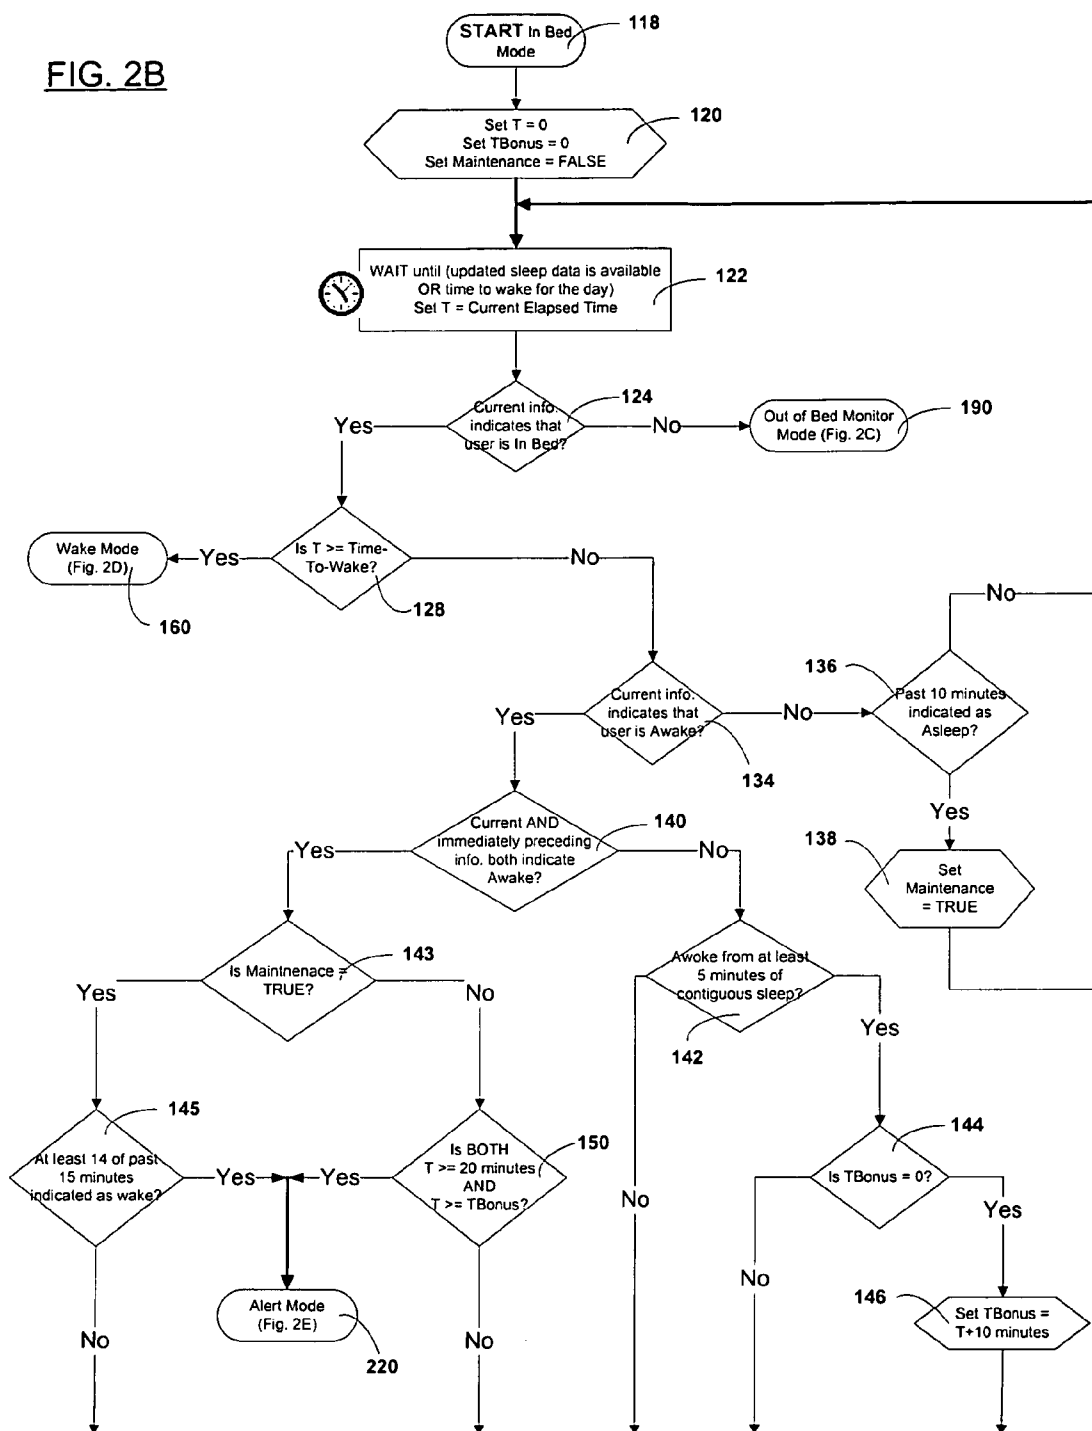 START In Bed
Mode
118
FIG. 2B
Set T = 0
Set TBonus = 0
Set Maintenance = FALSE
120
WAIT until (updated sleep data is available
OR time to wake for the day)
Set T = Current Elapsed Time
122
Current info.
indicates that
user is In Bed?
124
Yes
No
Out of Bed Monitor
Mode (Fig. 2C)
190
Is T >= Time-
To-Wake?
128
Yes
No
Wake Mode
(Fig. 2D)
160
Current info.
indicates that
user is Awake?
134
Yes
No
136
Past 10 minutes
indicated as
Asleep?
No
Yes
138
Set
Maintenance
= TRUE
Current AND
immediately preceding
info. both indicate
Awake?
140
Yes
No
Is Maintnenace =
TRUE?
143
Yes
No
Awoke from at least
5 minutes of
contiguous sleep?
142
No
Yes
145
At least 14 of past
15 minutes
indicated as wake?
Yes
No
Is BOTH
T >= 20 minutes
AND
T >= TBonus?
150
Yes
No
Alert Mode
(Fig. 2E)
220
144
Is TBonus = 0?
No
Yes
146
Set TBonus =
T+10 minutes